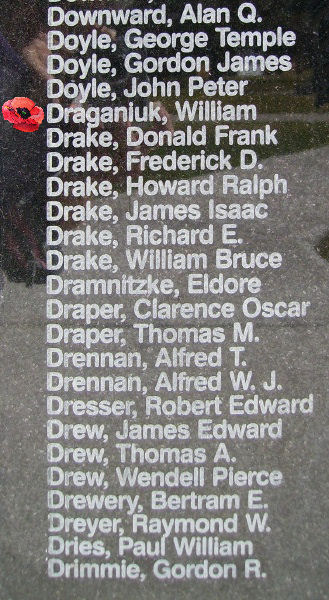 Downward, Alan Q.
Doyle, George Temple
Doyle, Gordon James
Doyle, John Peter
Draganiuk, William
Drake, Donald Frank
Drake, Frederick D.
Drake, Howard Ralph
Drake, James Isaac
Drake, Richard E.
Drake, William Bruce
Dramnitzke, Eldore
Draper, Clarence Oscar
Draper, Thomas M.
Drennan, Alfred T.
Drennan, Alfred W. J.
Dresser, Robert Edward
Drew, James Edward
Drew, Thomas A.
Drew, Wendell Pierce
Drewery, Bertram E.
Dreyer, Raymond W.
Dries, Paul William
Drimmie, Gordon R.